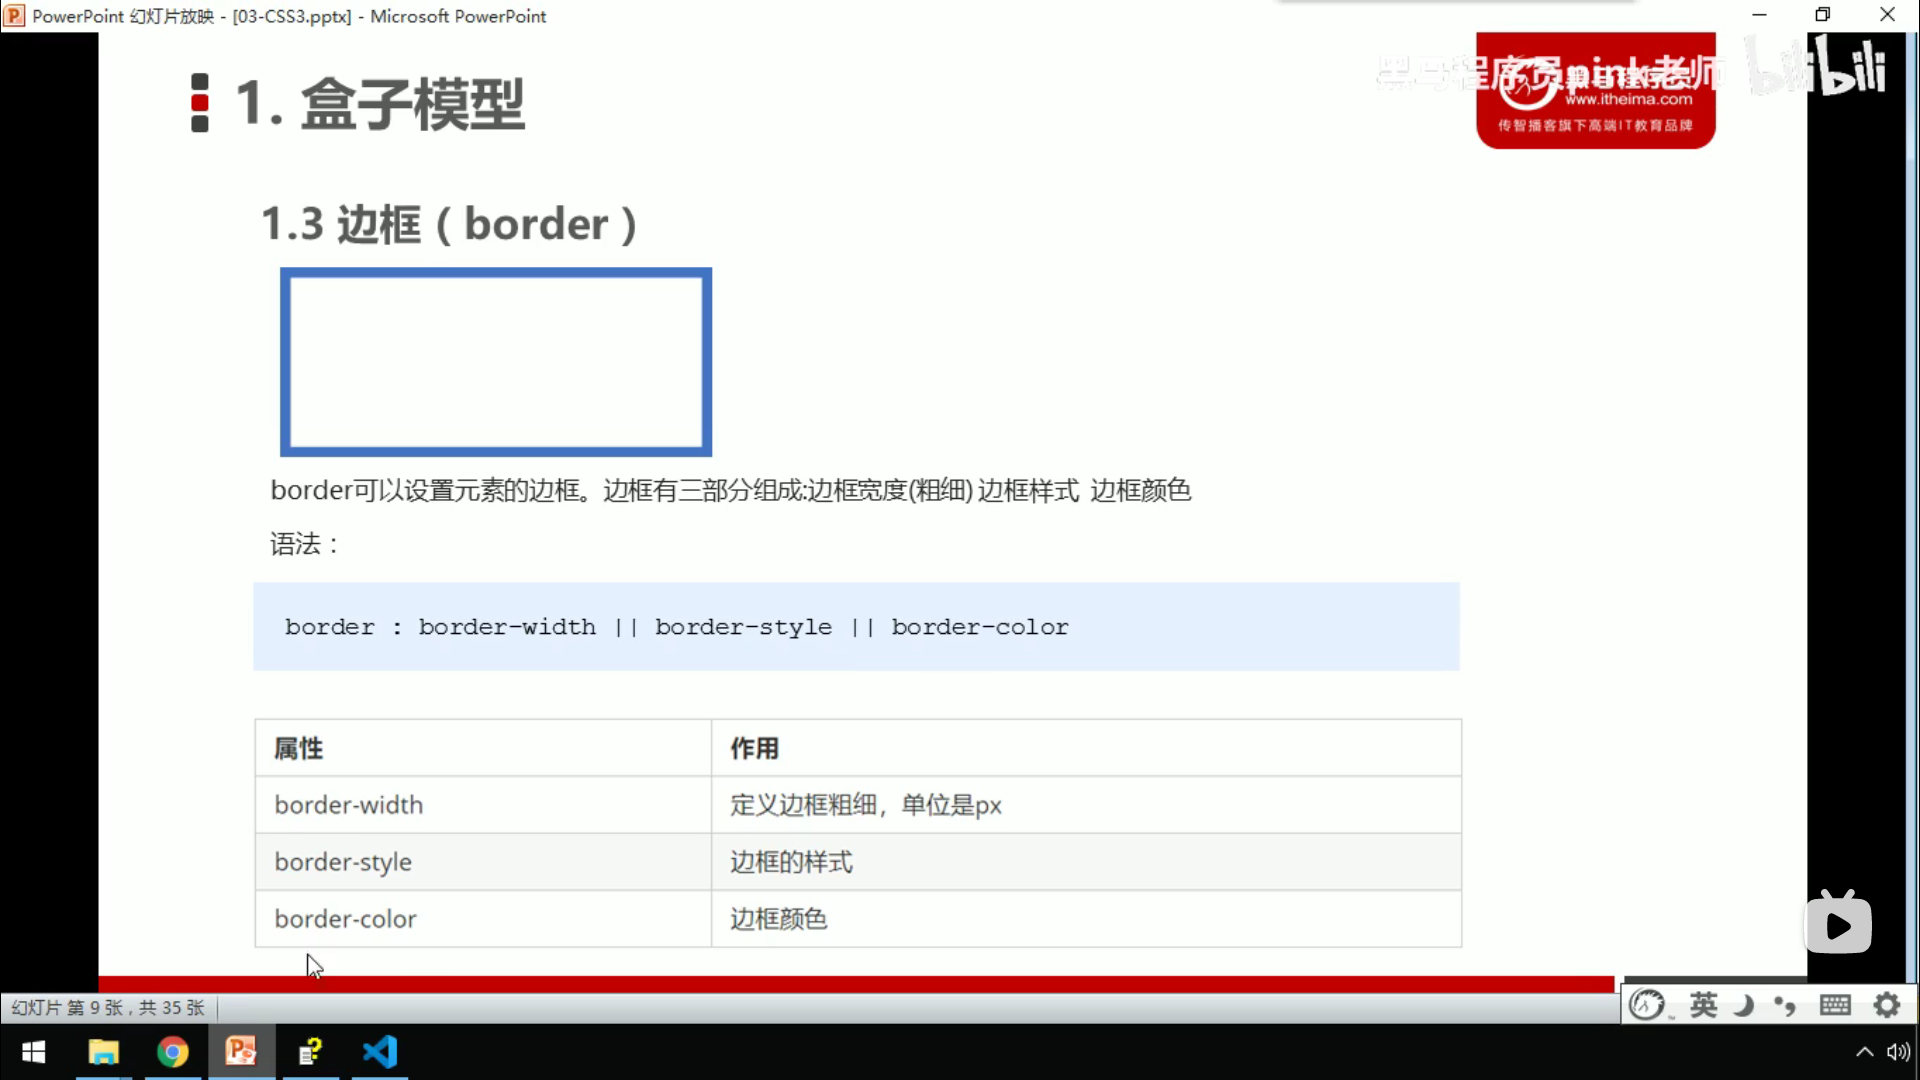 PowerPoint 幻灯片放映 - [03-CSS3.pptx] - Microsoft PowerPoint
1. 盒子模型
黑马程序员pink老师
bilibili
www.itheima.com
传智播客旗下高端IT教育品牌
1.3 边框（border）
border可以设置元素的边框。边框有三部分组成:边框宽度(粗细) 边框样式 边框颜色
语法：
border : border-width || border-style || border-color
属性 作用
border-width 定义边框粗细，单位是px
border-style 边框的样式
border-color 边框颜色
幻灯片 第 9 张，共 35 张
英